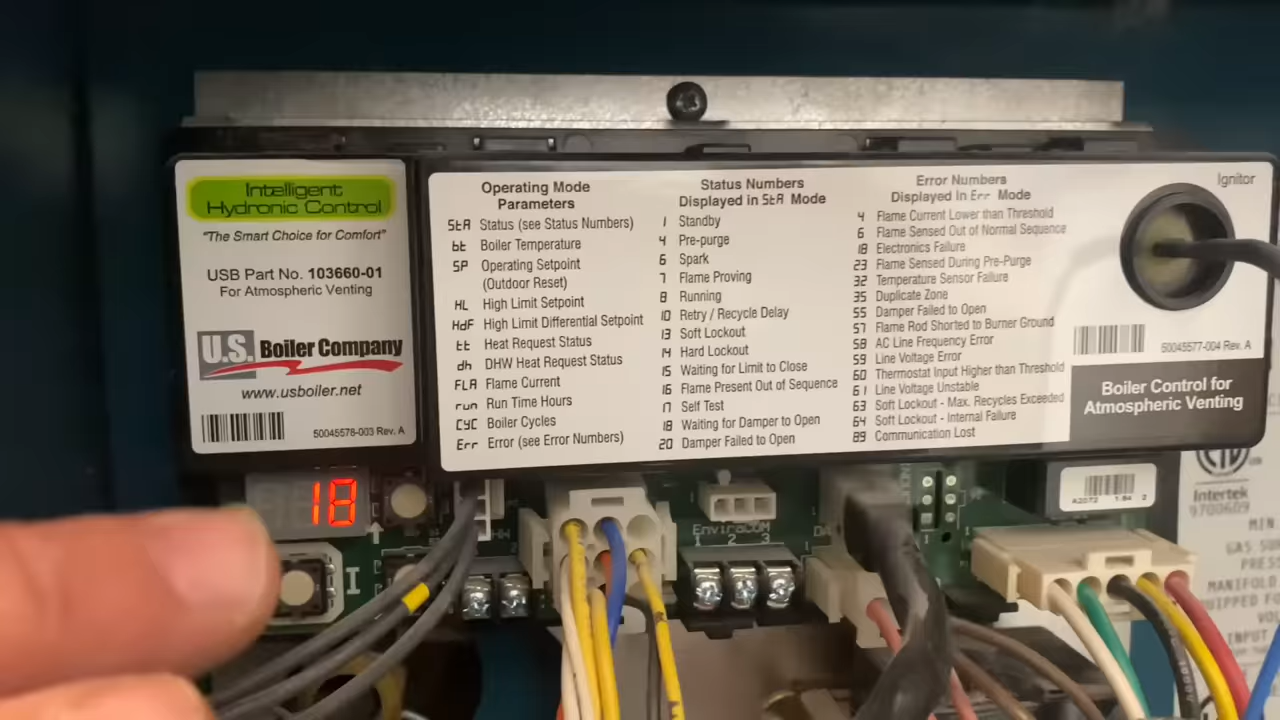 Intelligent
Hydronic Control
"The Smart Choice for Comfort"
USB Part No. 103660-01
For Atmospheric Venting
U.S. Boiler Company
www.usboiler.net
50045578-003 Rev. A
Operating Mode
Parameters
StA Status (see Status Numbers)
bt Boiler Temperature
SP Operating Setpoint
(Outdoor Reset)
HL High Limit Setpoint
HdF High Limit Differential Setpoint
tt Heat Request Status
dh DHW Heat Request Status
FLA Flame Current
run Run Time Hours
CYC Boiler Cycles
Err Error (see Error Numbers)
Status Numbers
Displayed in StA Mode
1 Standby
4 Pre-purge
6 Spark
7 Flame Proving
8 Running
10 Retry / Recycle Delay
13 Soft Lockout
14 Hard Lockout
15 Waiting for Limit to Close
16 Flame Present Out of Sequence
17 Self Test
18 Waiting for Damper to Open
20 Damper Failed to Open
Error Numbers
Displayed in Err Mode
4 Flame Current Lower than Threshold
6 Flame Sensed Out of Normal Sequence
18 Electronics Failure
23 Flame Sensed During Pre-Purge
32 Temperature Sensor Failure
35 Duplicate Zone
55 Damper Failed to Open
57 Flame Rod Shorted to Burner Ground
58 AC Line Frequency Error
59 Line Voltage Error
60 Thermostat Input Higher than Threshold
61 Line Voltage Unstable
63 Soft Lockout - Max. Recycles Exceeded
64 Soft Lockout - Internal Failure
89 Communication Lost
Ignitor
50045577-004 Rev. A
Boiler Control for
Atmospheric Venting
18
I
EnviraCOM
1 2 3
A2072 1-84 2
Intertek
9700609
MIN
PRESS
MANIFOLD
INPUT